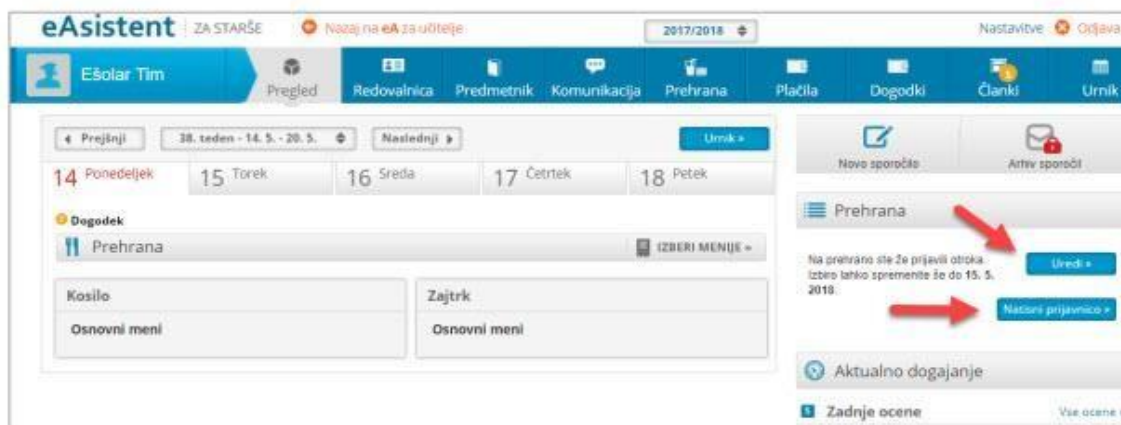 eAsistent ZA STARŠE Nazaj na eA za učitelje 2017/2018 Nastavitve Odjava
Ešolar Tim
Pregled Redovalnica Predmetnik Komunikacija Prehrana Plačila Dogodki Članki Urnik
1
Prejšnji 38. teden - 14. 5. - 20. 5. Naslednji Urnik »
Novo sporočilo Arhiv sporočil
14 Ponedeljek 15 Torek 16 Sreda 17 Četrtek 18 Petek
Dogodek
Prehrana IZBERI MENIJE »
Kosilo Zajtrk
Osnovni meni Osnovni meni
Prehrana
Na prehrano ste že prijavili otroka.
Izbiro lahko spremenite še do 15. 5.
2018.
Uredi »
Natisni prijavnico »
Aktualno dogajanje
5 Zadnje ocene Vse ocene